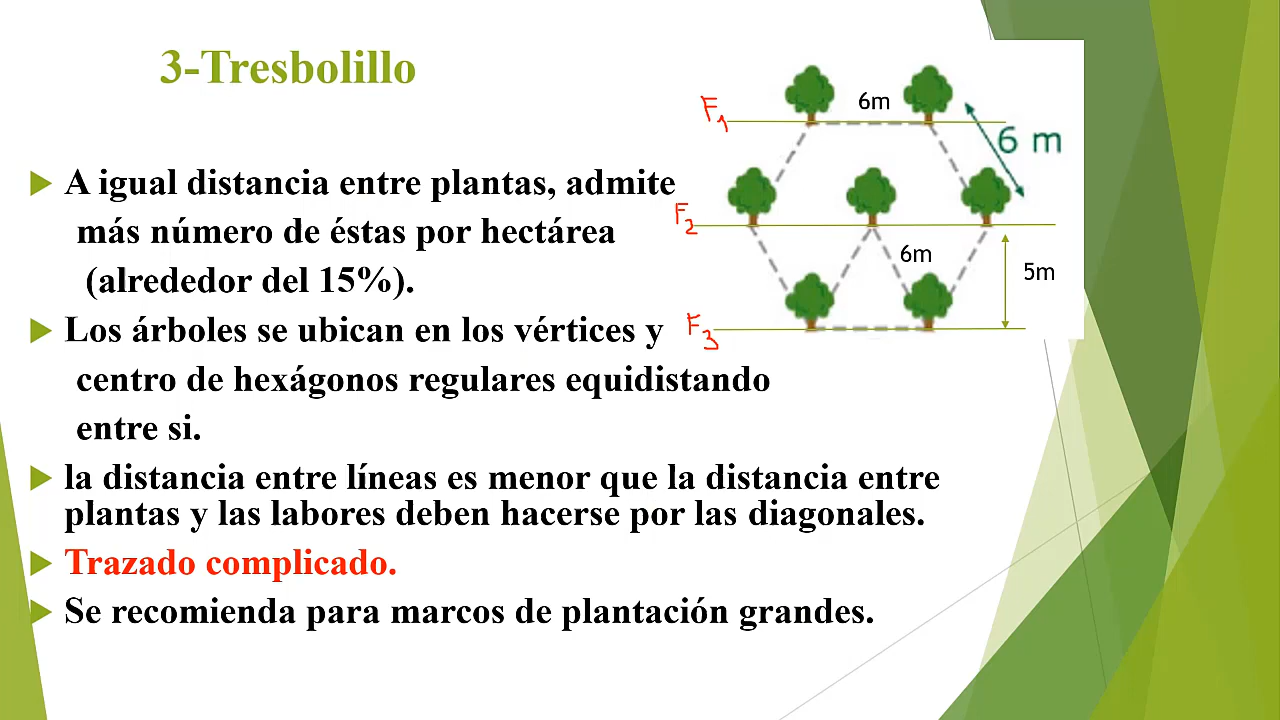 3-Tresbolillo
A igual distancia entre plantas, admite
más número de éstas por hectárea
(alrededor del 15%).
Los árboles se ubican en los vértices y
centro de hexágonos regulares equidistando
entre si.
la distancia entre líneas es menor que la distancia entre
plantas y las labores deben hacerse por las diagonales.
Trazado complicado.
Se recomienda para marcos de plantación grandes.
F1
6m
6 m
F2
6m
5m
F3